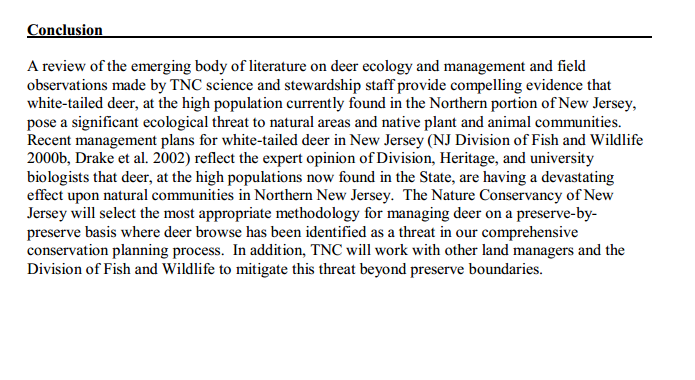 Conclusion
A review of the emerging body of literature on deer ecology and management and field
observations made by TNC science and stewardship staff provide compelling evidence that
white-tailed deer, at the high population currently found in the Northern portion of New Jersey,
pose a significant ecological threat to natural areas and native plant and animal communities.
Recent management plans for white-tailed deer in New Jersey (NJ Division of Fish and Wildlife
2000b, Drake et al. 2002) reflect the expert opinion of Division, Heritage, and university
biologists that deer, at the high populations now found in the State, are having a devastating
effect upon natural communities in Northern New Jersey.  The Nature Conservancy of New
Jersey will select the most appropriate methodology for managing deer on a preserve-by-
preserve basis where deer browse has been identified as a threat in our comprehensive
conservation planning process.  In addition, TNC will work with other land managers and the
Division of Fish and Wildlife to mitigate this threat beyond preserve boundaries.